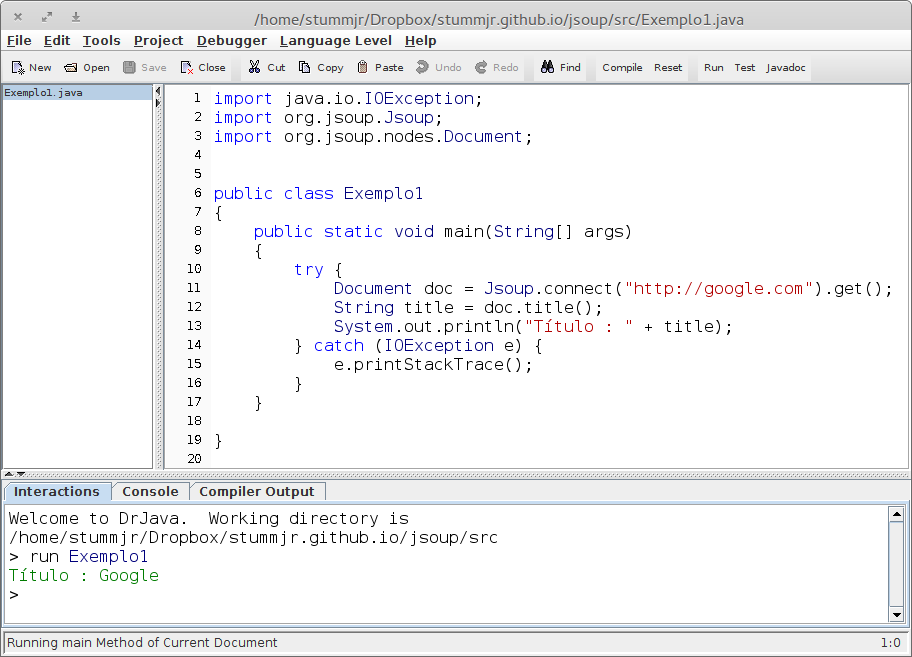 /home/stummjr/Dropbox/stummjr.github.io/jsoup/src/Exemplo1.java
File Edit Tools Project Debugger Language Level Help
New Open Save Close Cut Copy Paste Undo Redo Find Compile Reset Run Test Javadoc
Exemplo1.java
1 import java.io.IOException;
2 import org.jsoup.Jsoup;
3 import org.jsoup.nodes.Document;
4
5
6 public class Exemplo1
7 {
8     public static void main(String[] args)
9     {
10         try {
11             Document doc = Jsoup.connect("http://google.com").get();
12             String title = doc.title();
13             System.out.println("Título : " + title);
14         } catch (IOException e) {
15             e.printStackTrace();
16         }
17     }
18
19 }
20
Interactions Console Compiler Output
Welcome to DrJava.  Working directory is
/home/stummjr/Dropbox/stummjr.github.io/jsoup/src
> run Exemplo1
Título : Google
>
Running main Method of Current Document 1:0